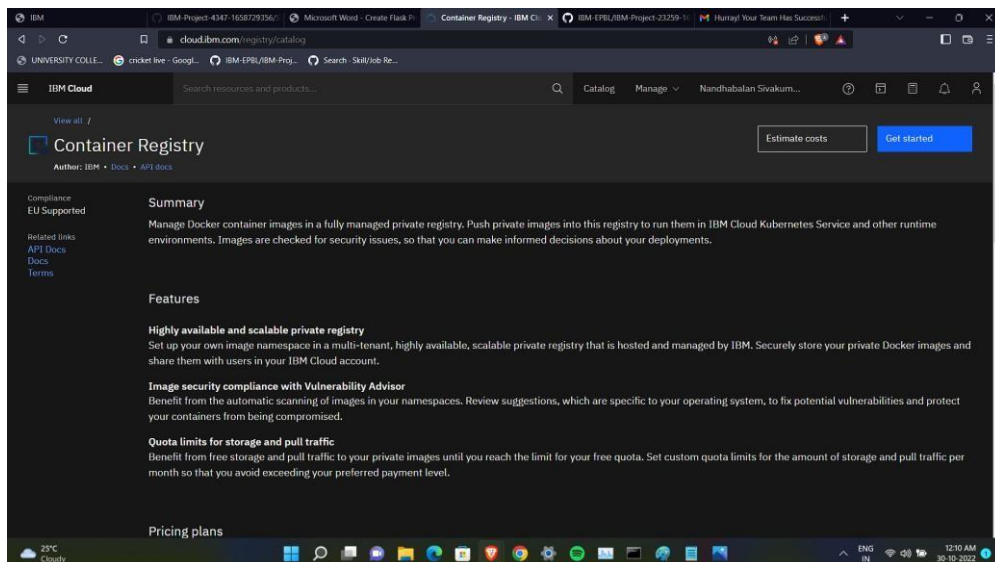 IBM
IBM-Project-4347-1658729356/S
Microsoft Word - Create Flask Pr
Container Registry - IBM Clo
IBM-EPBL/IBM-Project-23259-16
Hurray! Your Team Has Successfu
cloud.ibm.com/registry/catalog
UNIVERSITY COLLE...
cricket live - Googl...
IBM-EPBL/IBM-Proj...
Search · Skill/Job Re...
IBM Cloud
Search resources and products...
Catalog
Manage
Nandhabalan Sivakum...
View all /
Container Registry
Author: IBM • Docs • API docs
Estimate costs
Get started
Compliance
EU Supported
Related links
API Docs
Docs
Terms
Summary
Manage Docker container images in a fully managed private registry. Push private images into this registry to run them in IBM Cloud Kubernetes Service and other runtime
environments. Images are checked for security issues, so that you can make informed decisions about your deployments.
Features
Highly available and scalable private registry
Set up your own image namespace in a multi-tenant, highly available, scalable private registry that is hosted and managed by IBM. Securely store your private Docker images and
share them with users in your IBM Cloud account.
Image security compliance with Vulnerability Advisor
Benefit from the automatic scanning of images in your namespaces. Review suggestions, which are specific to your operating system, to fix potential vulnerabilities and protect
your containers from being compromised.
Quota limits for storage and pull traffic
Benefit from free storage and pull traffic to your private images until you reach the limit for your free quota. Set custom quota limits for the amount of storage and pull traffic per
month so that you avoid exceeding your preferred payment level.
Pricing plans
25°C
Cloudy
ENG
IN
12:10 AM
30-10-2022
1